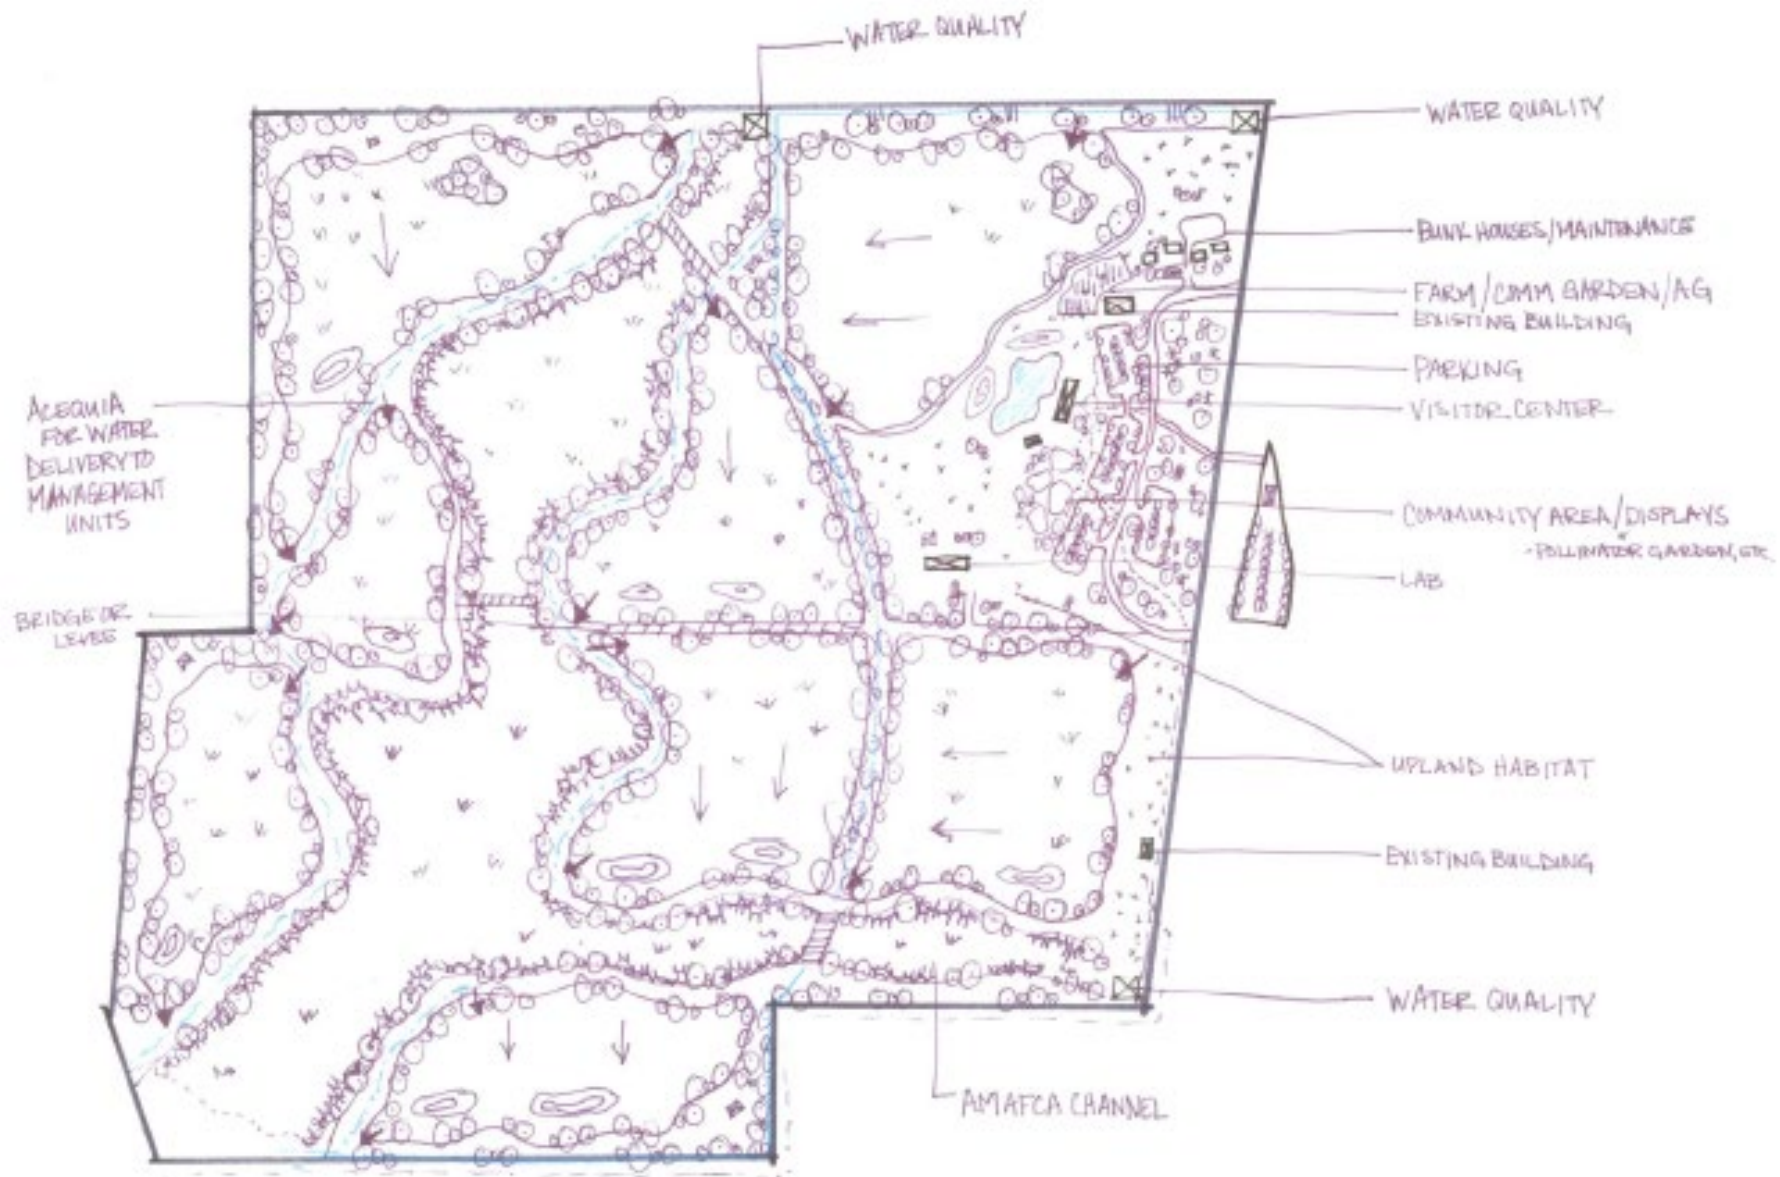 WATER QUALITY
WATER QUALITY
BUNK HOUSES/MAINTENANCE
FARM/COMM GARDEN/AG
EXISTING BUILDING
PARKING
VISITOR CENTER
ACEQUIA
FOR WATER
DELIVERY TO
MANAGEMENT
UNITS
COMMUNITY AREA/DISPLAYS
-POLLINATOR GARDEN, ETC.
LAB
BRIDGE OR
LEVEE
UPLAND HABITAT
EXISTING BUILDING
WATER QUALITY
AMAFCA CHANNEL